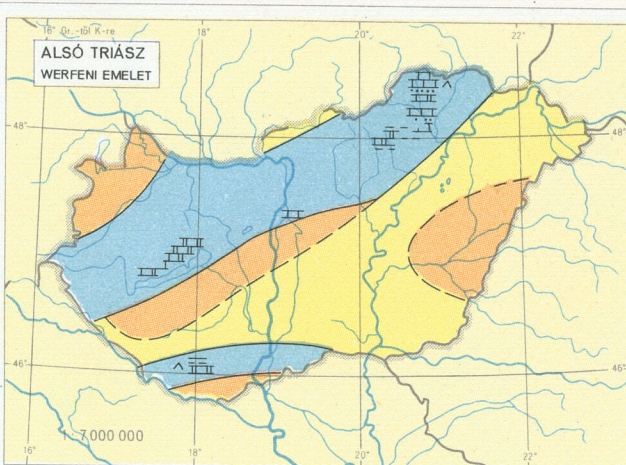 16° Gr.-től K-re
18°
20°
22°
ALSÓ TRIÁSZ
WERFENI EMELET
48°
48°
46°
46°
1 : 7 000 000
16°
18°
20°
22°